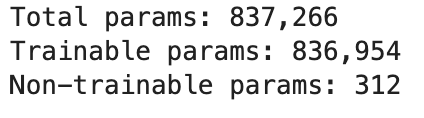 Total params: 837,266
Trainable params: 836,954
Non-trainable params: 312